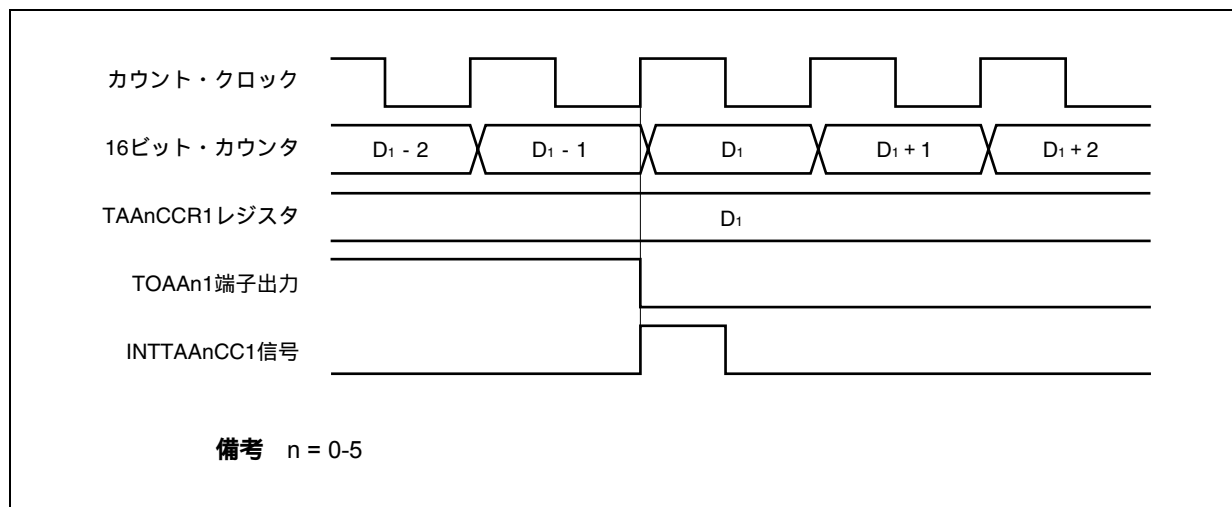 カウント・クロック
16ビット・カウンタ
D₁ - 2
D₁ - 1
D₁
D₁ + 1
D₁ + 2
TAAnCCR1レジスタ
D₁
TOAAn1端子出力
INTTAAnCC1信号
備考 n = 0-5